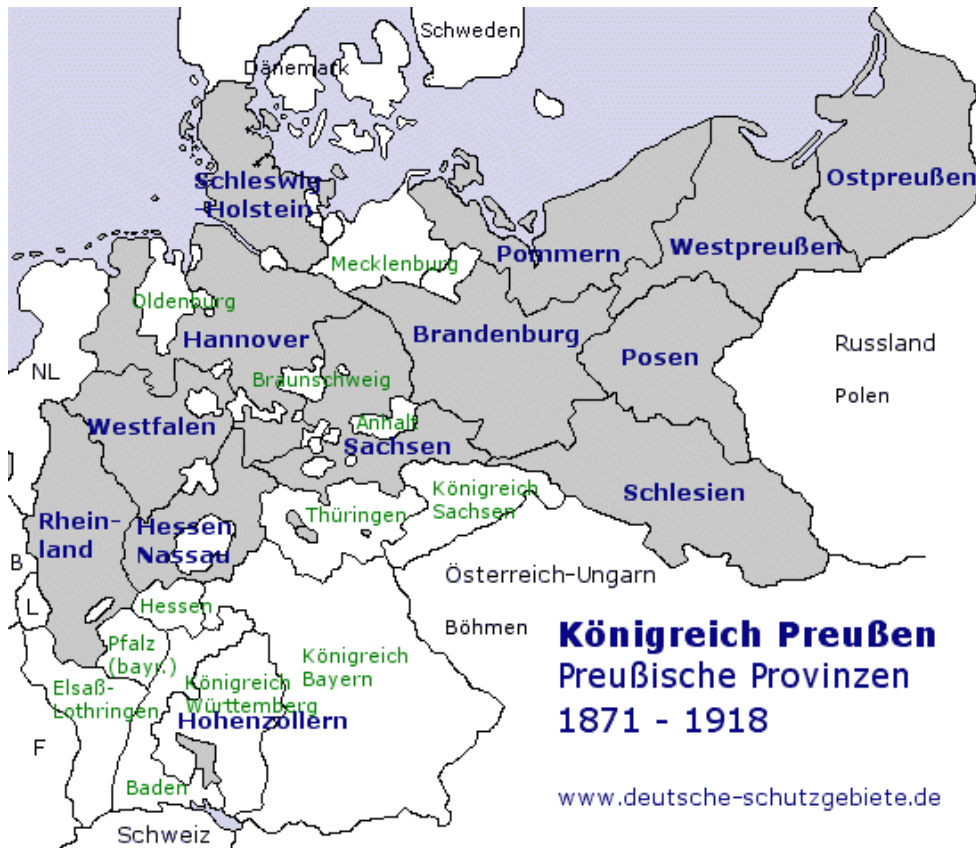 Schweden
Dänemark
Schleswig
-Holstein
Ostpreußen
Westpreußen
Pommern
Mecklenburg
Oldenburg
Hannover
Brandenburg
Posen
Russland
Polen
NL
Braunschweig
Westfalen
Anhalt
Sachsen
Königreich
Sachsen
Schlesien
Thüringen
Rhein-
land
Hessen
Nassau
B
L
Österreich-Ungarn
Böhmen
Hessen
Pfalz
(bayr.)
Königreich
Bayern
Elsaß-
Lothringen
Königreich
Württemberg
Hohenzollern
F
Baden
Schweiz
Königreich Preußen
Preußische Provinzen
1871 - 1918
www.deutsche-schutzgebiete.de